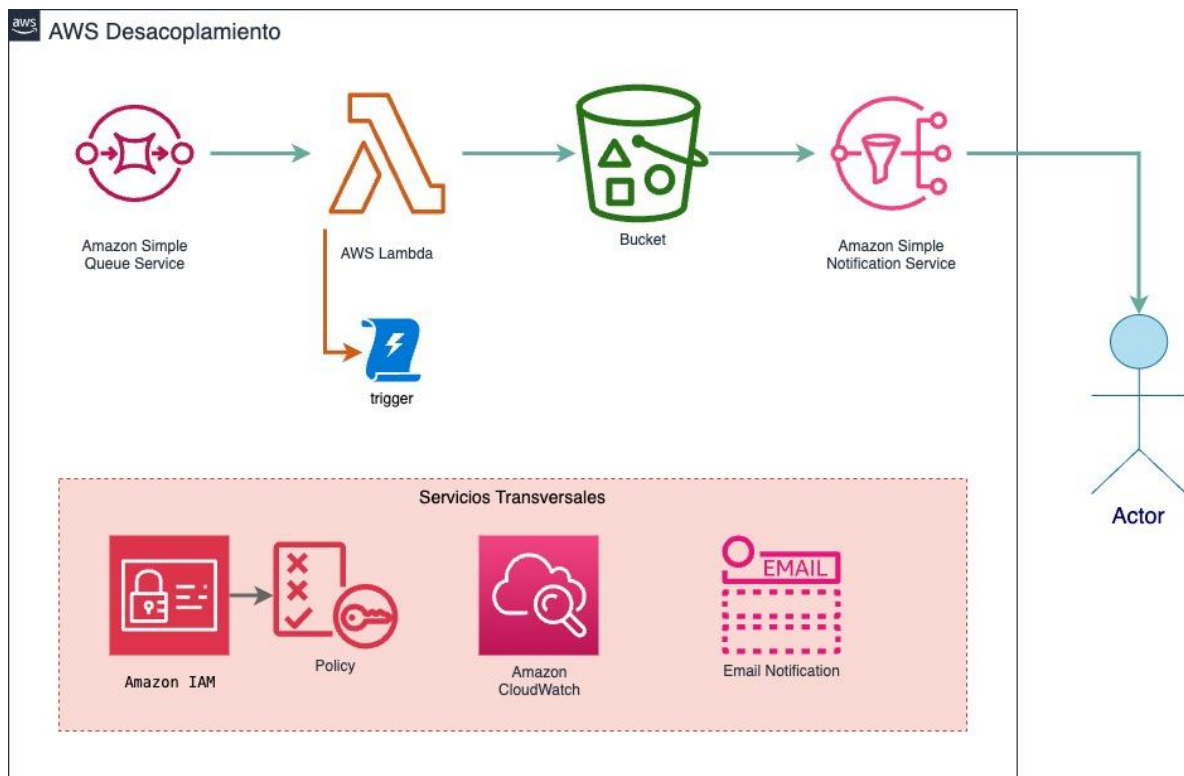 aws
AWS Desacoplamiento
Amazon Simple
Queue Service
AWS Lambda
Bucket
Amazon Simple
Notification Service
trigger
Actor
Servicios Transversales
EMAIL
Amazon IAM
Policy
Amazon
CloudWatch
Email Notification